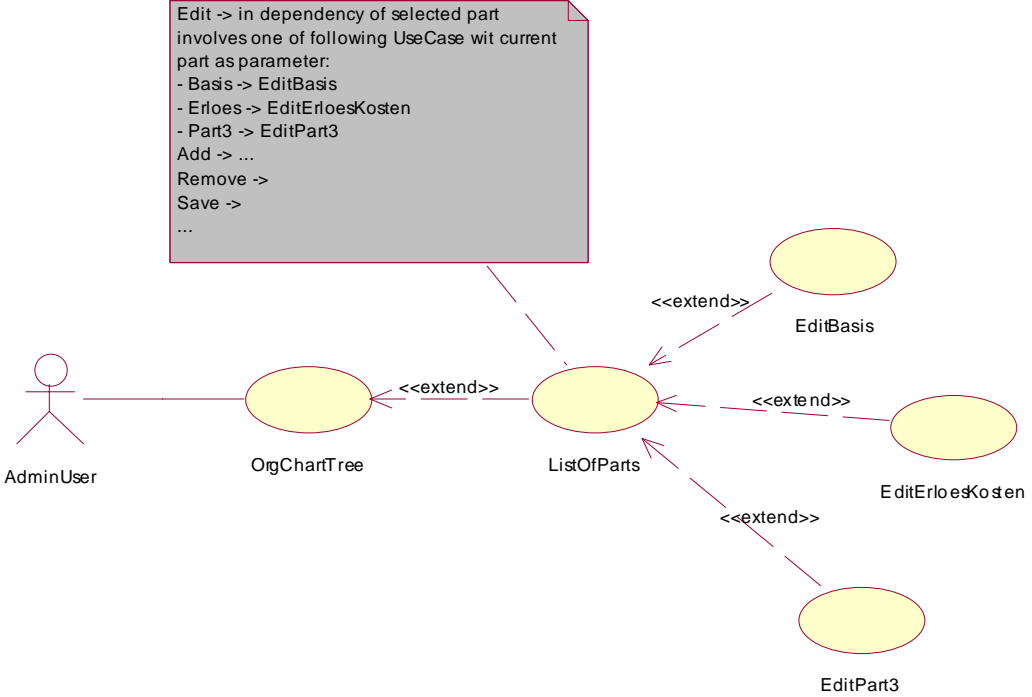 Edit -> in dependency of selected part
involves one of following UseCase wit current
part as parameter:
- Basis -> EditBasis
- Erloes -> EditErloesKosten
- Part3 -> EditPart3
Add -> ...
Remove ->
Save ->
...
<<extend>>
EditBasis
<<extend>>
<<extend>>
OrgChartTree
ListOfParts
AdminUser
EditErloesKosten
<<extend>>
EditPart3